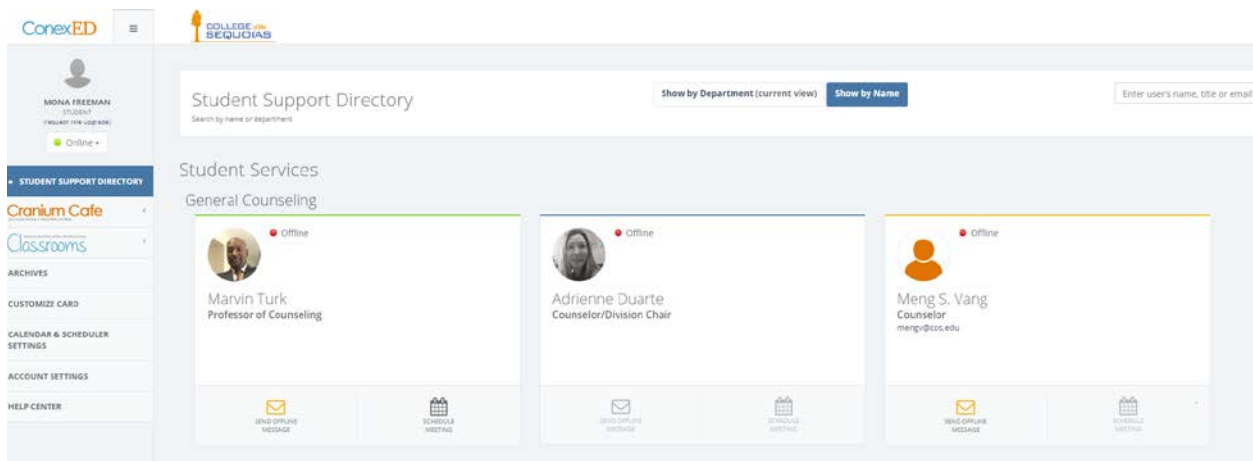 ConexED
COLLEGE of the
SEQUOIAS
MONA FREEMAN
STUDENT
(request role upgrade)
Online
STUDENT SUPPORT DIRECTORY
Cranium Cafe
Classrooms
ARCHIVES
CUSTOMIZE CARD
CALENDAR & SCHEDULER
SETTINGS
ACCOUNT SETTINGS
HELP CENTER
Student Support Directory
Search by name or department
Show by Department (current view) Show by Name
Enter user's name, title or email
Student Services
General Counseling
Offline
Marvin Turk
Professor of Counseling
SEND OFFLINE
MESSAGE
SCHEDULE
MEETING
Offline
Adrienne Duarte
Counselor/Division Chair
SEND OFFLINE
MESSAGE
SCHEDULE
MEETING
Offline
Meng S. Vang
Counselor
mengv@cos.edu
SEND OFFLINE
MESSAGE
SCHEDULE
MEETING